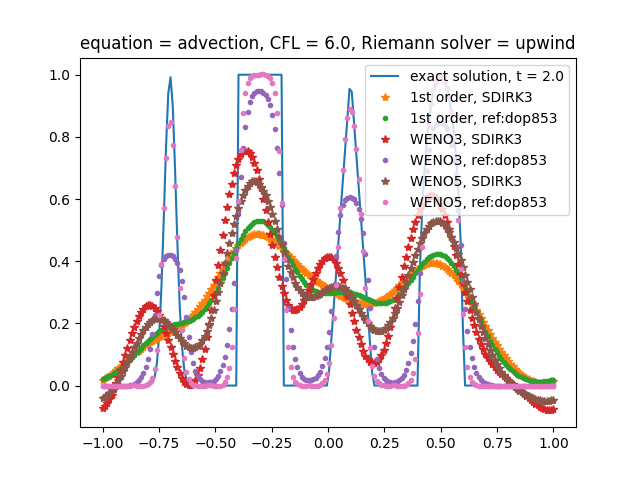 equation = advection, CFL = 6.0, Riemann solver = upwind
exact solution, t = 2.0
1st order, SDIRK3
1st order, ref:dop853
WENO3, SDIRK3
WENO3, ref:dop853
WENO5, SDIRK3
WENO5, ref:dop853
1.0
0.8
0.6
0.4
0.2
0.0
−1.00 −0.75 −0.50 −0.25 0.00 0.25 0.50 0.75 1.00